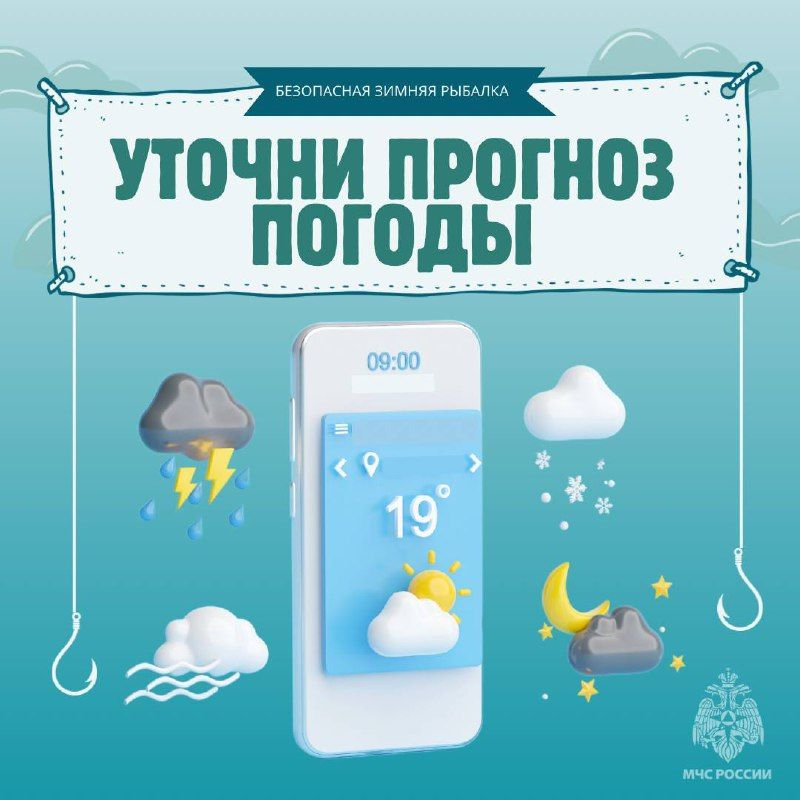 БЕЗОПАСНАЯ ЗИМНЯЯ РЫБАЛКА
УТОЧНИ ПРОГНОЗ
ПОГОДЫ
09:00
19°
МЧС РОССИИ